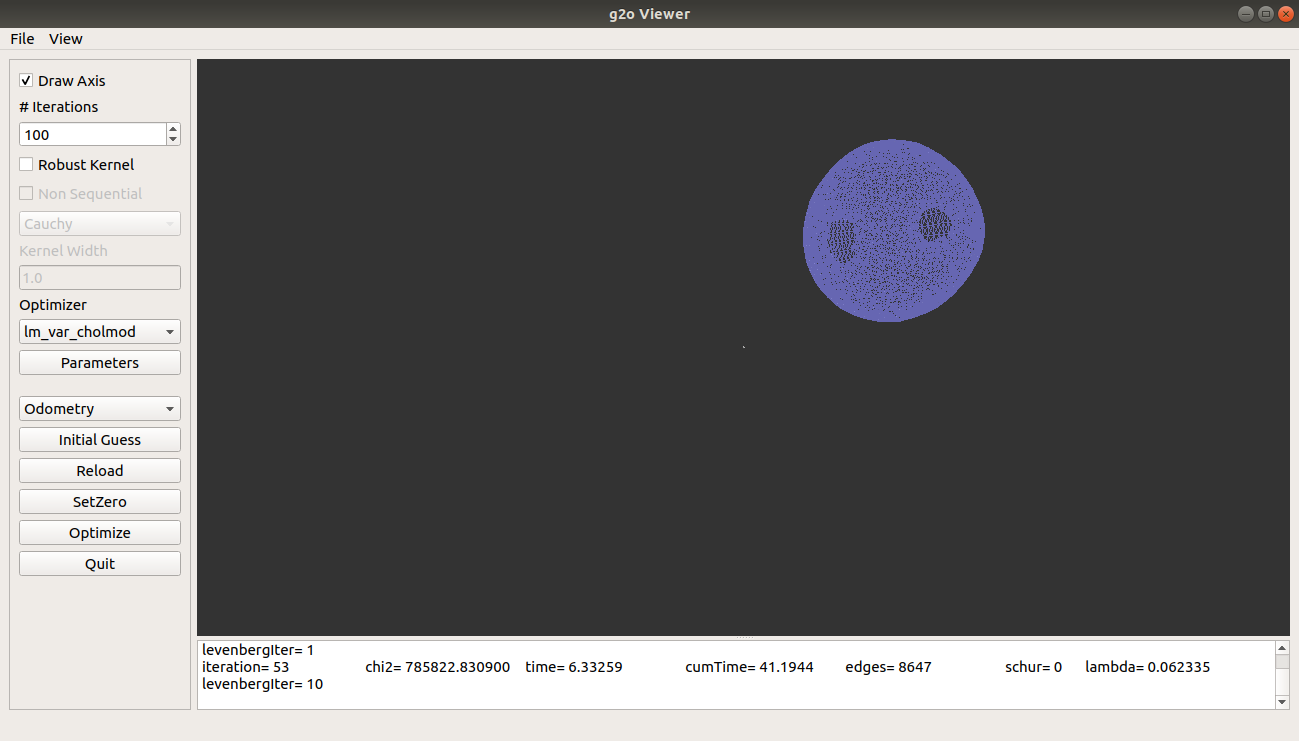 g2o Viewer
File View
Draw Axis
# Iterations
100
Robust Kernel
Non Sequential
Cauchy
Kernel Width
1.0
Optimizer
lm_var_cholmod
Parameters
Odometry
Initial Guess
Reload
SetZero
Optimize
Quit
levenbergIter= 1
iteration= 53 chi2= 785822.830900 time= 6.33259 cumTime= 41.1944 edges= 8647 schur= 0 lambda= 0.062335
levenbergIter= 10